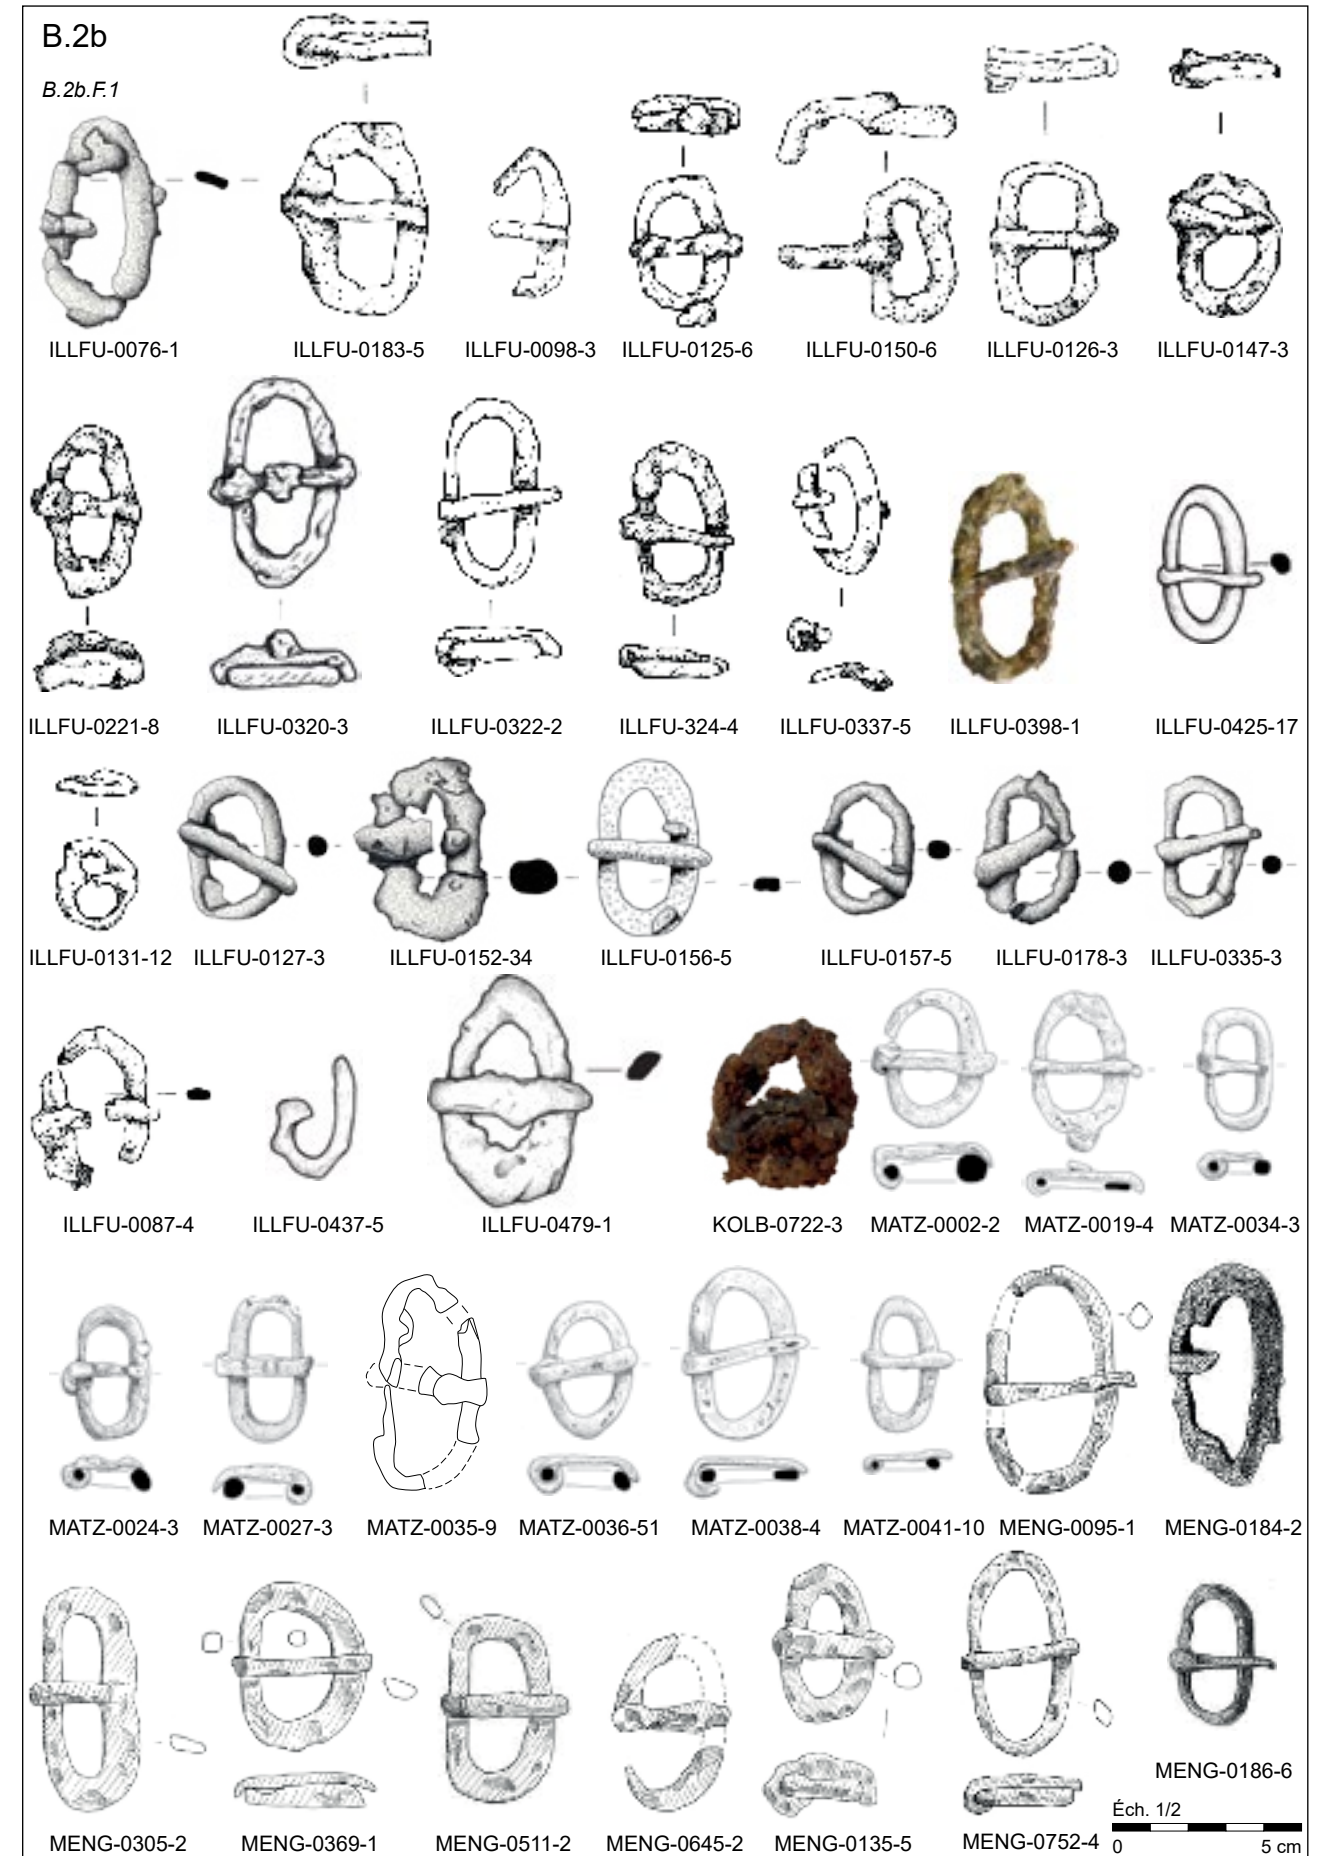 B.2b
B.2b.F.1
ILLFU-0076-1 ILLFU-0183-5 ILLFU-0098-3 ILLFU-0125-6 ILLFU-0150-6 ILLFU-0126-3 ILLFU-0147-3
ILLFU-0221-8 ILLFU-0320-3 ILLFU-0322-2 ILLFU-324-4 ILLFU-0337-5 ILLFU-0398-1 ILLFU-0425-17
ILLFU-0131-12 ILLFU-0127-3 ILLFU-0152-34 ILLFU-0156-5 ILLFU-0157-5 ILLFU-0178-3 ILLFU-0335-3
ILLFU-0087-4 ILLFU-0437-5 ILLFU-0479-1 KOLB-0722-3 MATZ-0002-2 MATZ-0019-4 MATZ-0034-3
MATZ-0024-3 MATZ-0027-3 MATZ-0035-9 MATZ-0036-51 MATZ-0038-4 MATZ-0041-10 MENG-0095-1 MENG-0184-2
MENG-0186-6
MENG-0305-2 MENG-0369-1 MENG-0511-2 MENG-0645-2 MENG-0135-5 MENG-0752-4
Éch. 1/2
0 5 cm